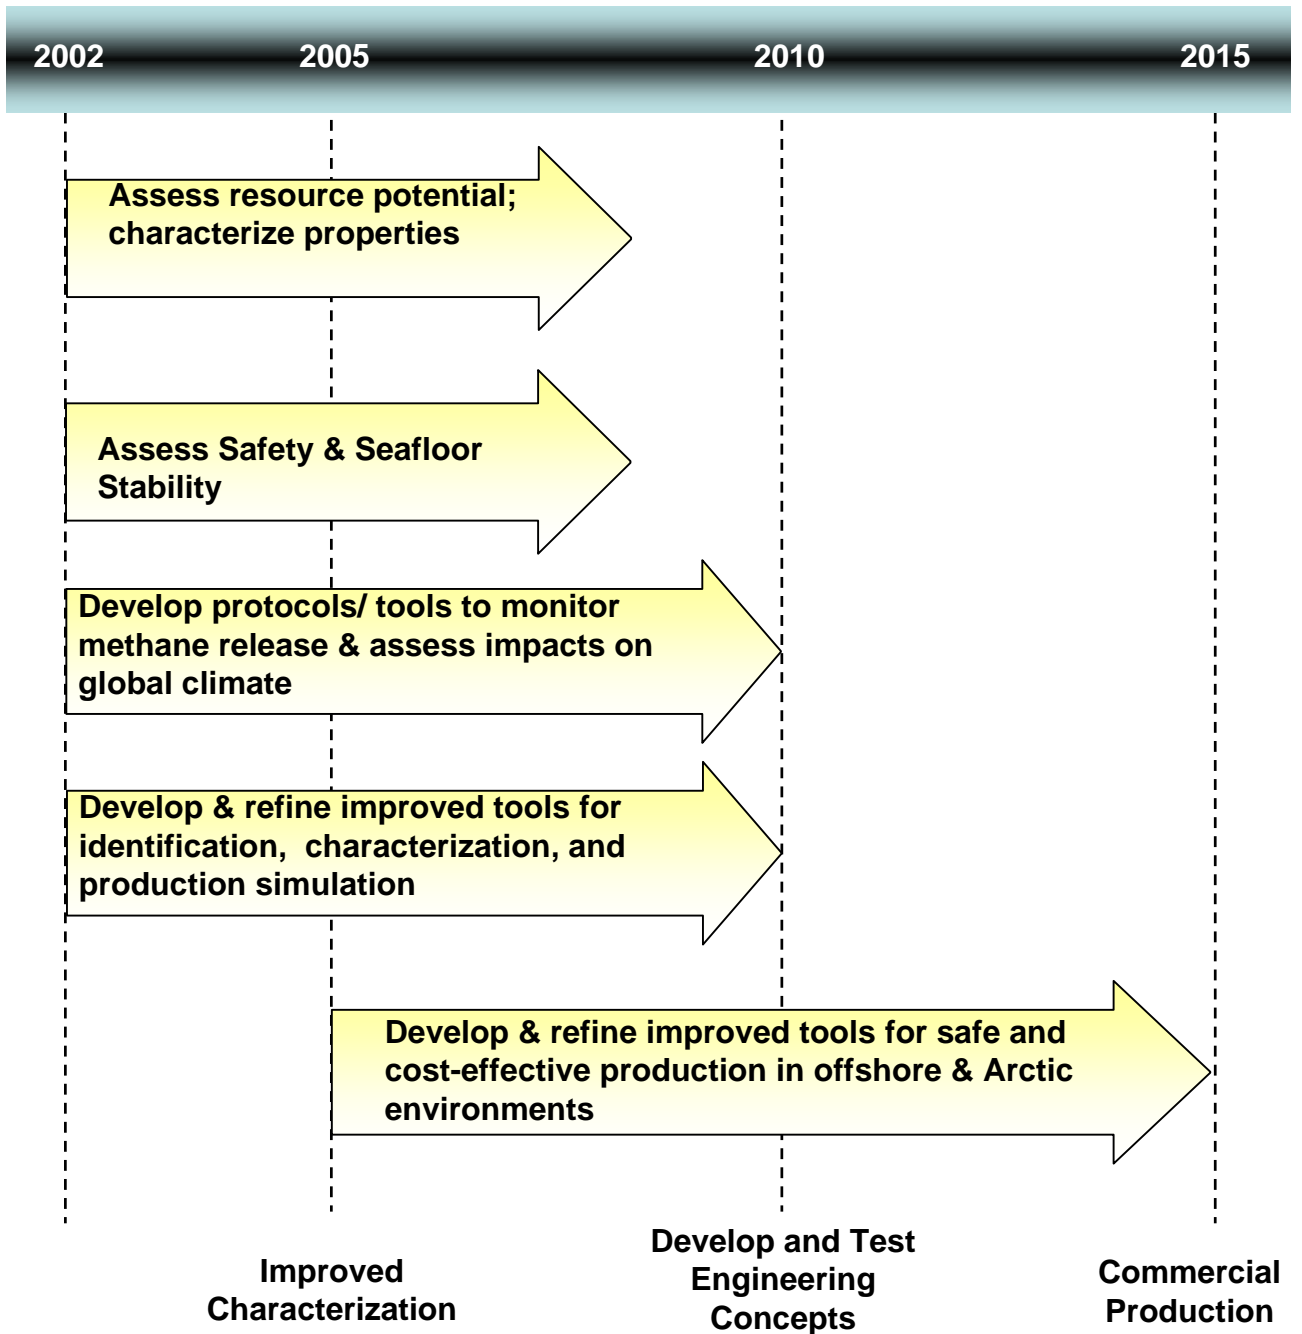 2002 2005 2010 2015
Assess resource potential;
characterize properties
Assess Safety & Seafloor
Stability
Develop protocols/ tools to monitor
methane release & assess impacts on
global climate
Develop & refine improved tools for
identification,  characterization, and
production simulation
Develop & refine improved tools for safe and
cost-effective production in offshore & Arctic
environments
Improved
Characterization
Develop and Test
Engineering
Concepts
Commercial
Production